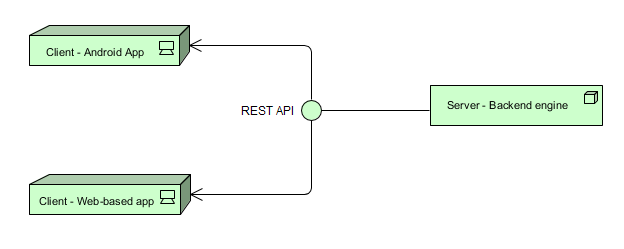 Client - Android App
REST API
Server - Backend engine
Client - Web-based app